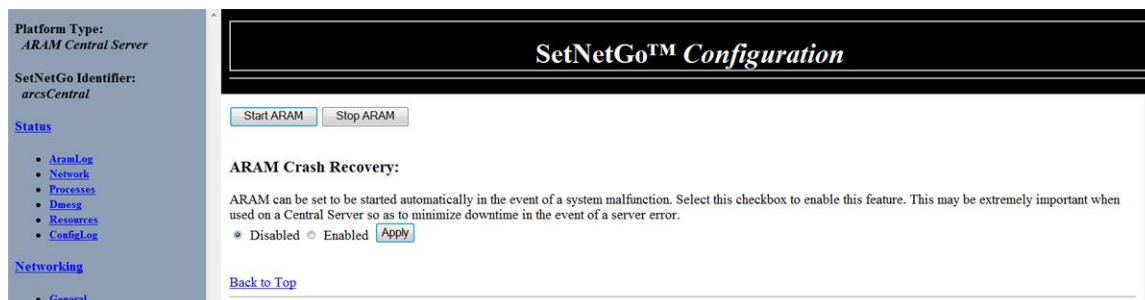 Platform Type:
ARAM Central Server
SetNetGo Identifier:
arcsCentral
Status
AramLog
Network
Processes
Dmesg
Resources
ConfigLog
Networking
General
SetNetGo™ Configuration
Start ARAM Stop ARAM
ARAM Crash Recovery:
ARAM can be set to be started automatically in the event of a system malfunction. Select this checkbox to enable this feature. This may be extremely important when
used on a Central Server so as to minimize downtime in the event of a server error.
Disabled Enabled Apply
Back to Top